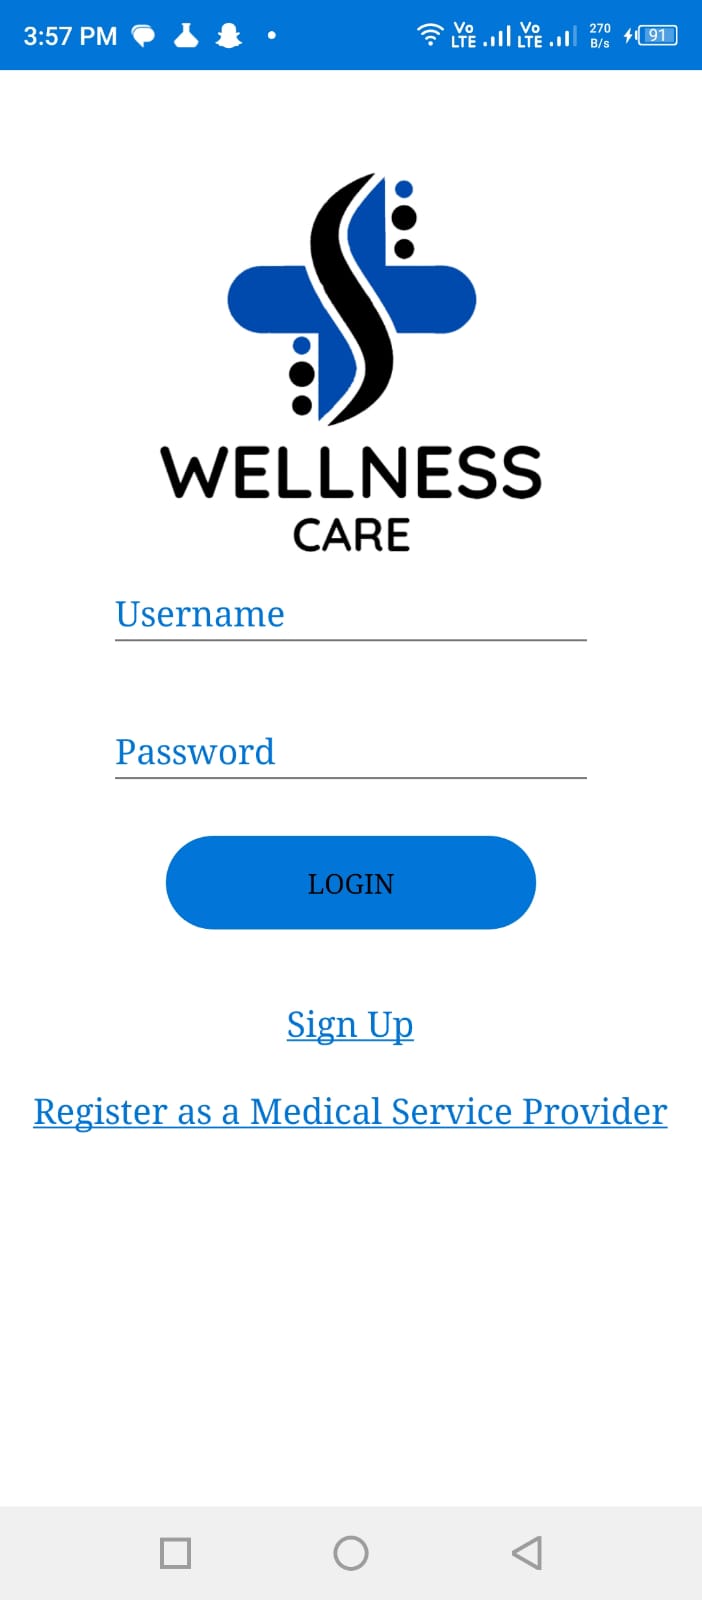 3:57 PM Vo LTE Vo LTE 270 B/s 91
WELLNESS
CARE
Username
Password
LOGIN
Sign Up
Register as a Medical Service Provider